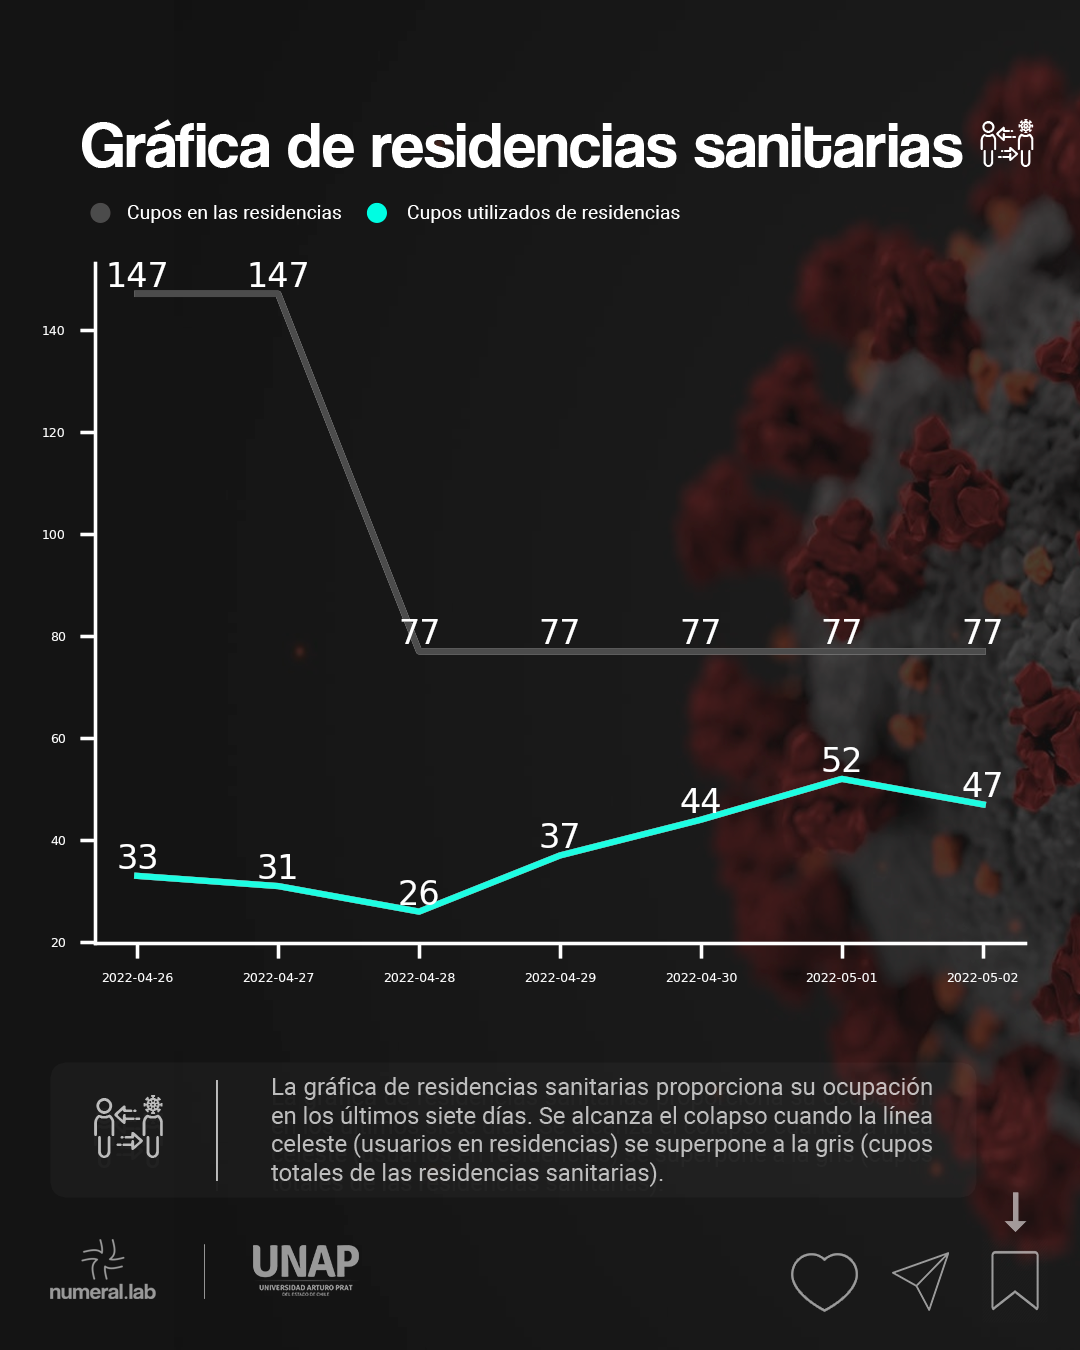 Gráfica de residencias sanitarias
Cupos en las residencias
Cupos utilizados de residencias
147
147
140
120
100
77
77
77
77
77
80
60
52
47
44
37
40
33
31
26
20
2022-04-26
2022-04-27
2022-04-28
2022-04-29
2022-04-30
2022-05-01
2022-05-02
La gráfica de residencias sanitarias proporciona su ocupación
en los últimos siete días. Se alcanza el colapso cuando la línea
celeste (usuarios en residencias) se superpone a la gris (cupos
totales de las residencias sanitarias).
numeral.lab
UNAP
UNIVERSIDAD ARTURO PRAT
DEL ESTADO DE CHILE